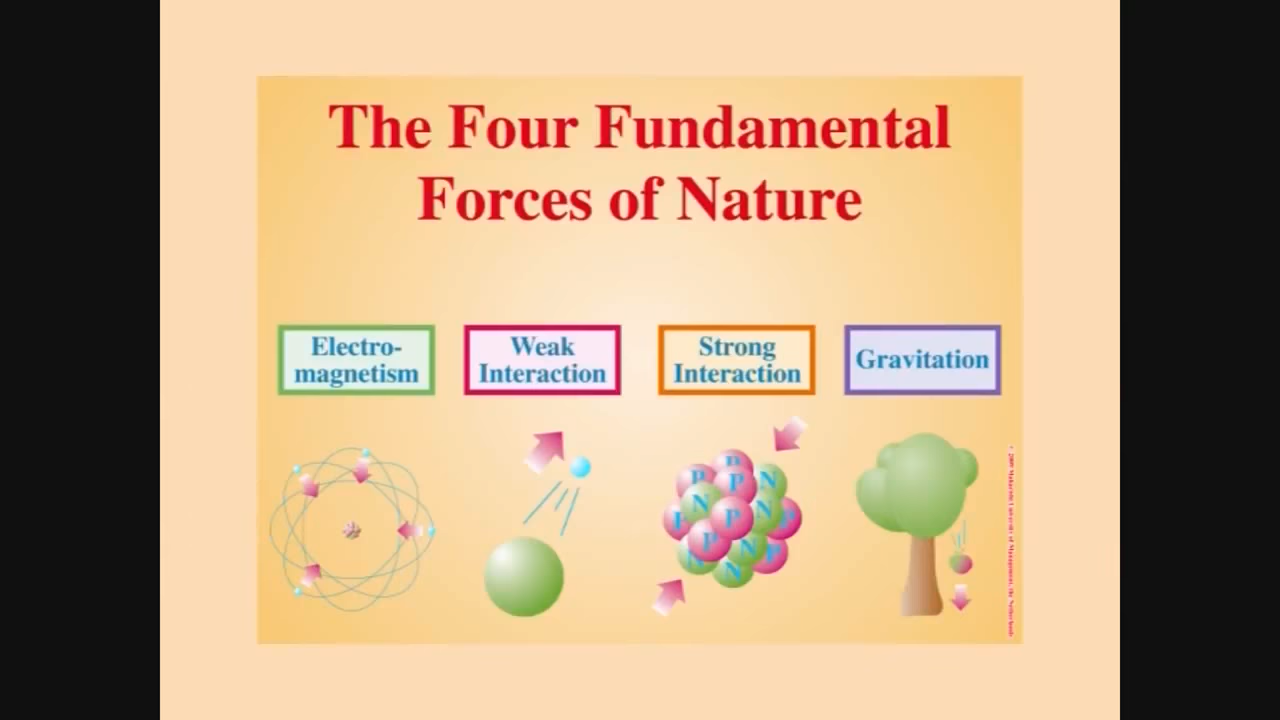 The Four Fundamental
Forces of Nature
Electro-
magnetism
Weak
Interaction
Strong
Interaction
Gravitation
P
P
N
P
N
N
P
P
P
P
N
P
N
N